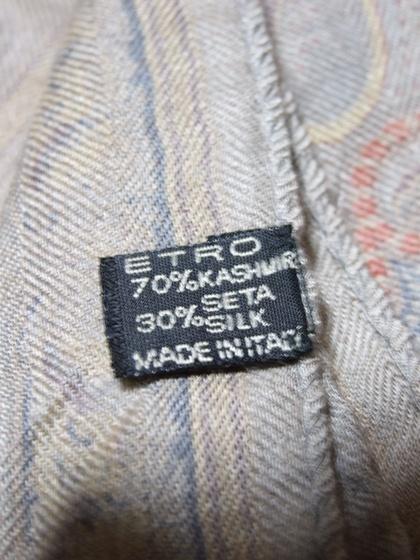 ETRO
70%KASHMIR
SETA
30%SILK
MADE IN ITALY